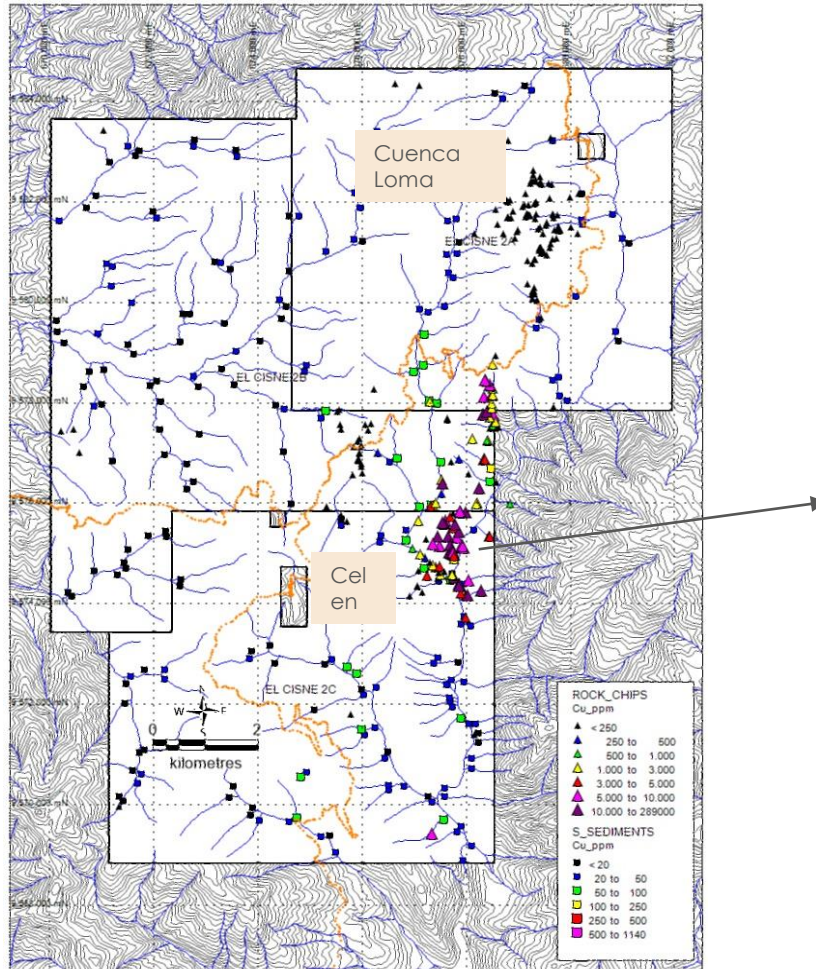 Cuenca
Loma
EL CISNE 2A
EL CISNE 2B
Cel
en
EL CISNE 2C
N
W E
S
0 2
kilometres
ROCK_CHIPS
Cu_ppm
< 250
250 to 500
500 to 1.000
1.000 to 3.000
3.000 to 5.000
5.000 to 10.000
10.000 to 289000
S_SEDIMENTS
Cu_ppm
< 20
20 to 50
50 to 100
100 to 250
250 to 500
500 to 1140